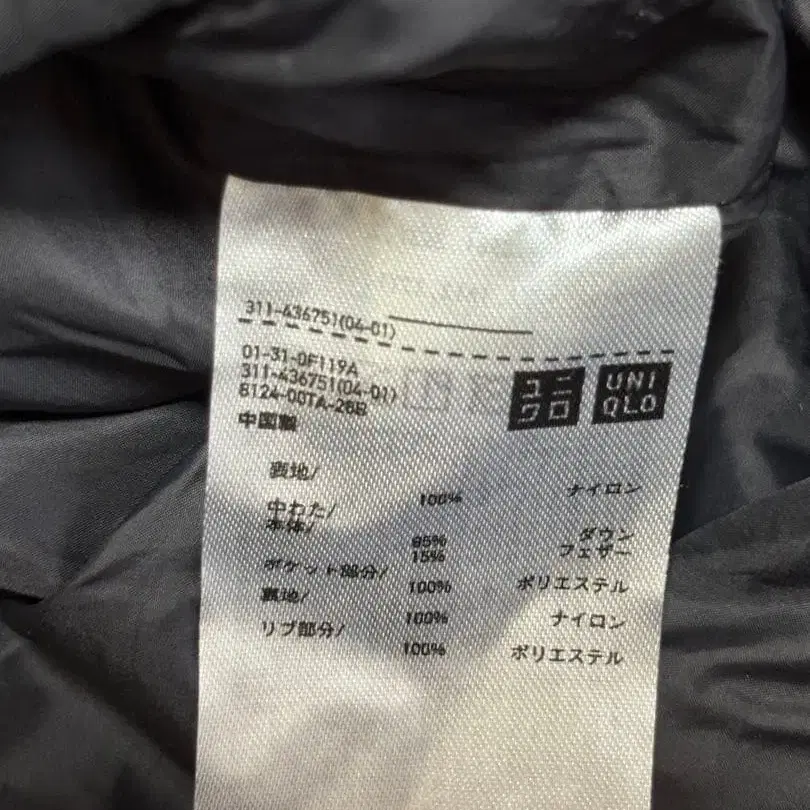 311-436751(04-01)
01-31-0F119A
311-436751(04-01)
8124-00TA-28B
中国製
ユニ
クロ
UNI
QLO
表地/
100% ナイロン
中わた/
本体/
85% ダウン
15% フェザー
ポケット部分/
100% ポリエステル
裏地/
100% ナイロン
リブ部分/
100% ポリエステル